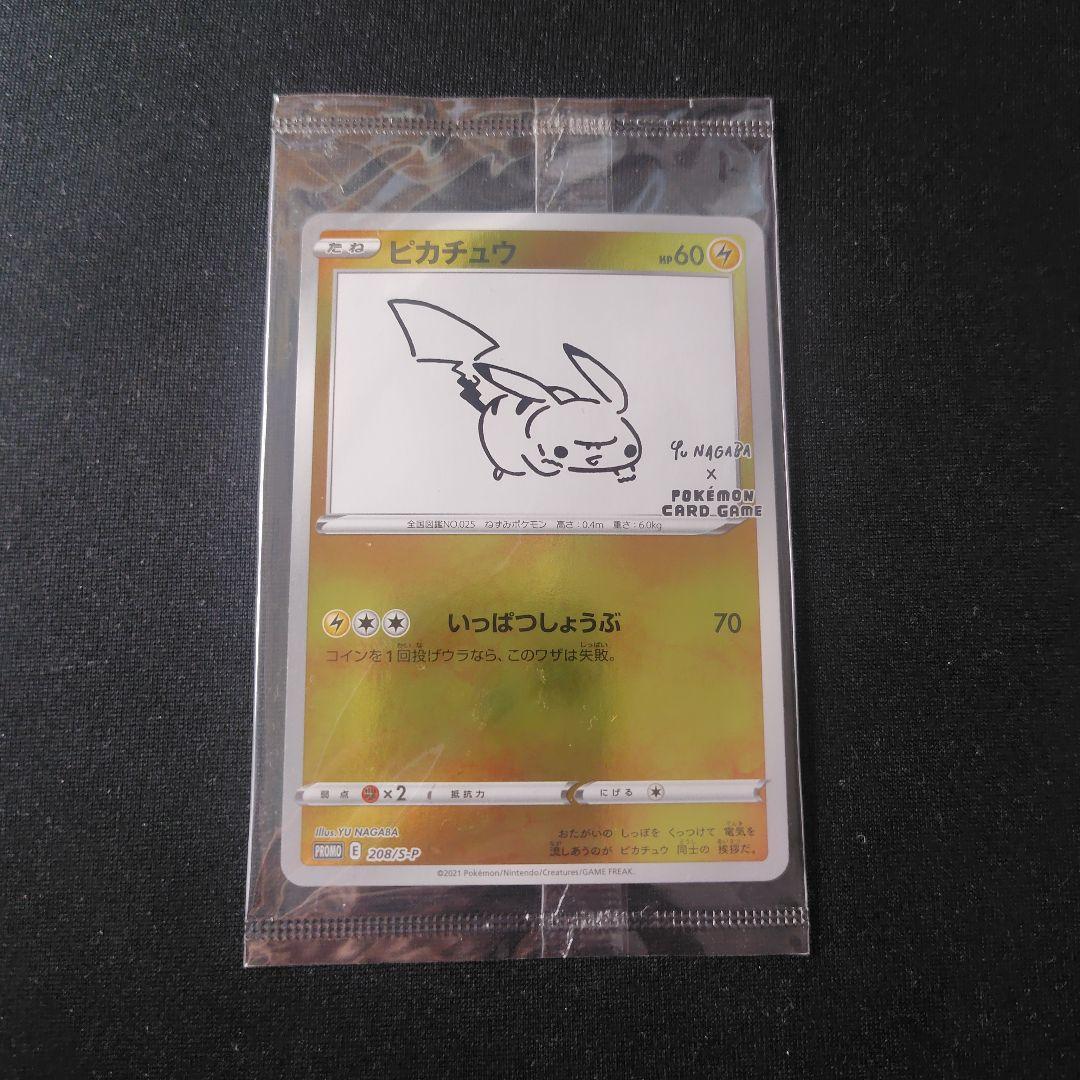 たね ピカチュウ HP60
Yu NAGABA
×
POKÉMON
CARD GAME
全国図鑑NO.025 ねずみポケモン 高さ:0.4m 重さ:6.0kg
いっぱつしょうぶ 70
コインを1回投げウラなら、このワザは失敗。
弱点 ×2 抵抗力 にげる
Illus.YU NAGABA
PROMO E 208/S-P
おたがいの しっぽを くっつけて 電気を
流しあうのが ピカチュウ 同士の 挨拶だ。
©2021 Pokémon/Nintendo/Creatures/GAME FREAK.